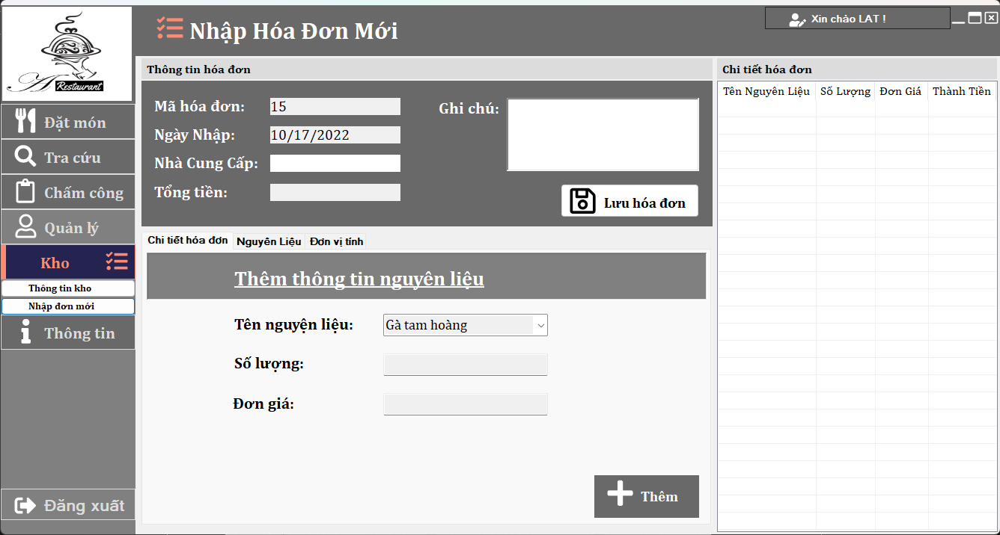 Restaurant
Nhập Hóa Đơn Mới
Xin chào LAT !
Đặt món
Tra cứu
Chấm công
Quản lý
Kho
Thông tin kho
Nhập đơn mới
Thông tin
Đăng xuất
Thông tin hóa đơn
Mã hóa đơn: 15
Ngày Nhập: 10/17/2022
Nhà Cung Cấp:
Tổng tiền:
Ghi chú:
Lưu hóa đơn
Chi tiết hóa đơn Nguyên Liệu Đơn vị tính
Thêm thông tin nguyên liệu
Tên nguyện liệu: Gà tam hoàng
Số lượng:
Đơn giá:
Thêm
Chi tiết hóa đơn
Tên Nguyên Liệu Số Lượng Đơn Giá Thành Tiền